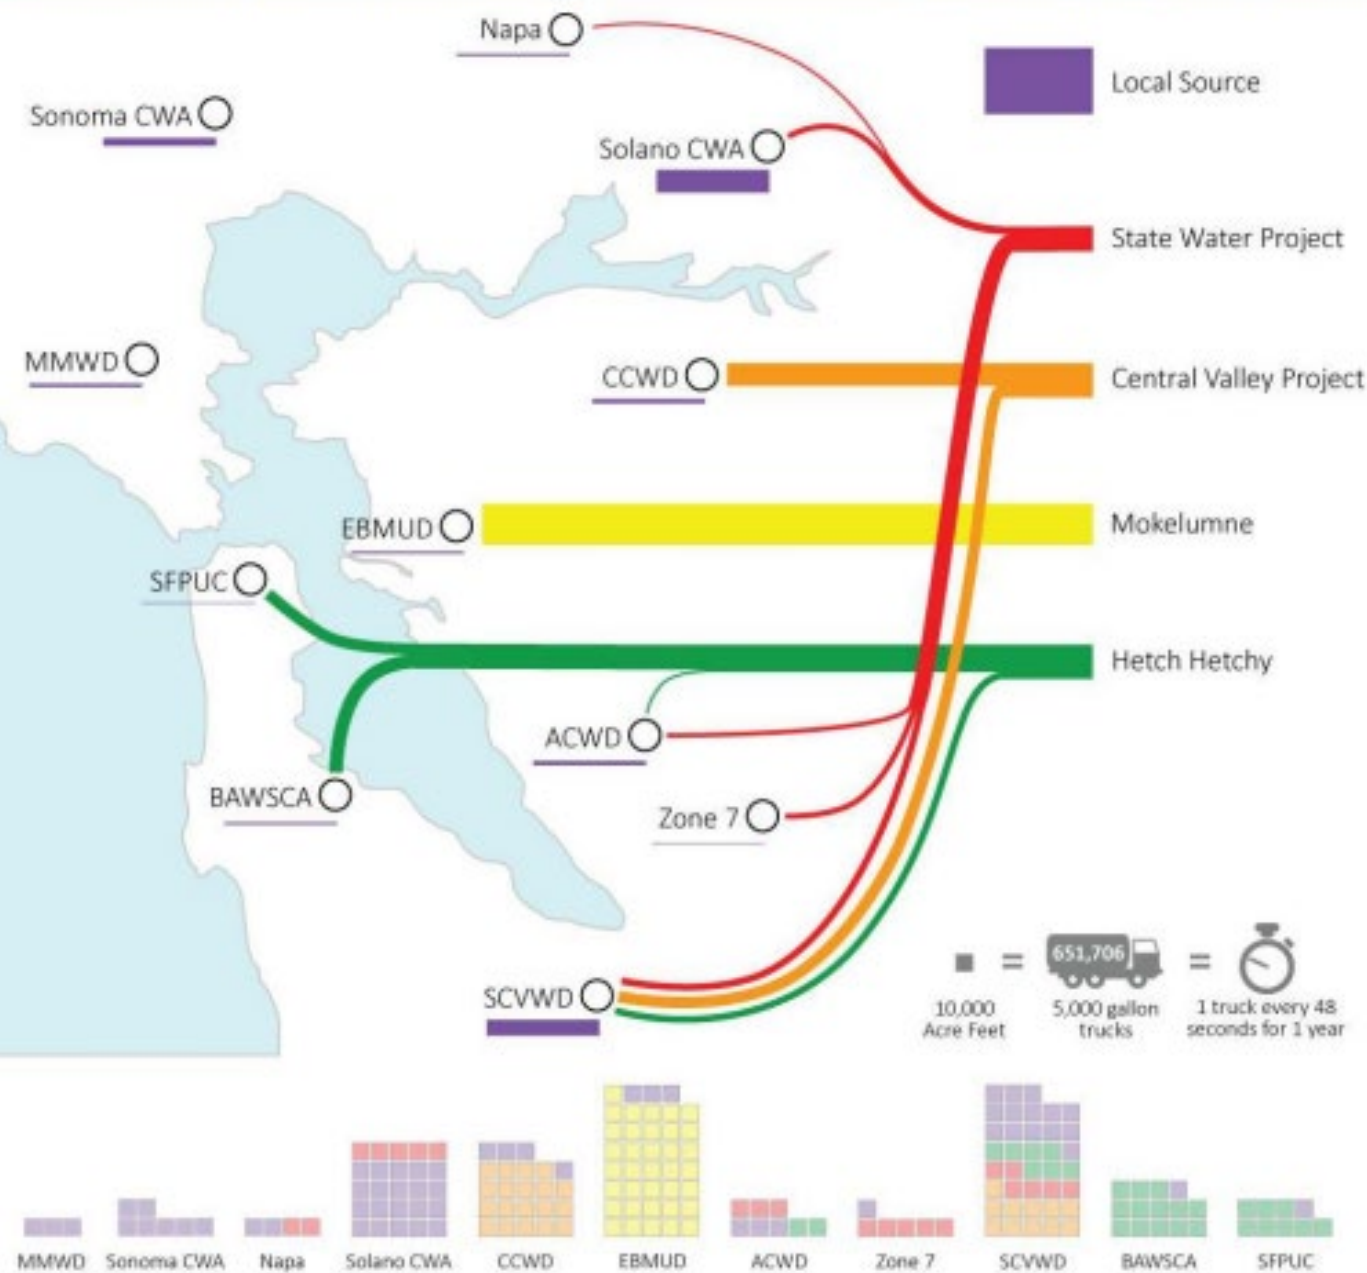 Napa
Local Source
Sonoma CWA
Solano CWA
State Water Project
MMWD
CCWD
Central Valley Project
EBMUD
Mokelumne
SFPUC
Hetch Hetchy
ACWD
BAWSCA
Zone 7
SCVWD
= 651,706 =
10,000
Acre Feet
5,000 gallon
trucks
1 truck every 48
seconds for 1 year
MMWD Sonoma CWA Napa Solano CWA CCWD EBMUD ACWD Zone 7 SCVWD BAWSCA SFPUC